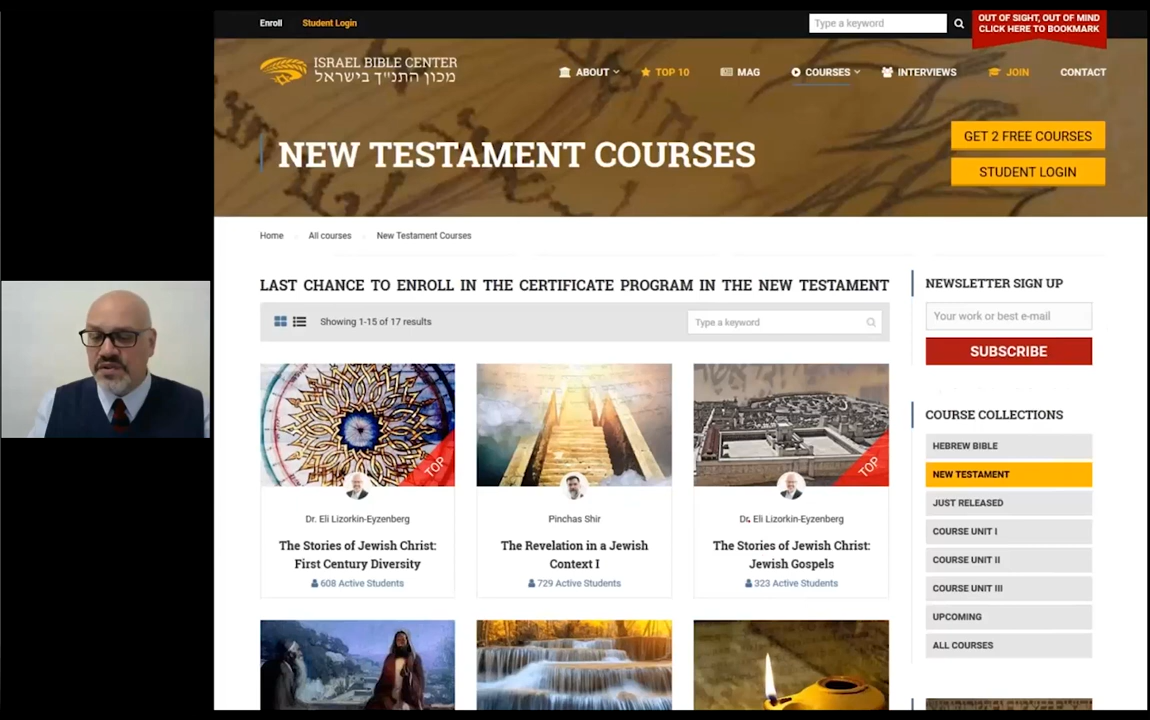 Enroll
Student Login
Type a keyword
OUT OF SIGHT, OUT OF MIND
CLICK HERE TO BOOKMARK
ISRAEL BIBLE CENTER
מכון התנ"ך בישראל
ABOUT
TOP 10
MAG
COURSES
INTERVIEWS
JOIN
CONTACT
NEW TESTAMENT COURSES
GET 2 FREE COURSES
STUDENT LOGIN
Home
All courses
New Testament Courses
LAST CHANCE TO ENROLL IN THE CERTIFICATE PROGRAM IN THE NEW TESTAMENT
Showing 1-15 of 17 results
Type a keyword
TOP
Dr. Eli Lizorkin-Eyzenberg
The Stories of Jewish Christ:
First Century Diversity
608 Active Students
Pinchas Shir
The Revelation in a Jewish
Context I
729 Active Students
TOP
Dr. Eli Lizorkin-Eyzenberg
The Stories of Jewish Christ:
Jewish Gospels
323 Active Students
NEWSLETTER SIGN UP
Your work or best e-mail
SUBSCRIBE
COURSE COLLECTIONS
HEBREW BIBLE
NEW TESTAMENT
JUST RELEASED
COURSE UNIT I
COURSE UNIT II
COURSE UNIT III
UPCOMING
ALL COURSES